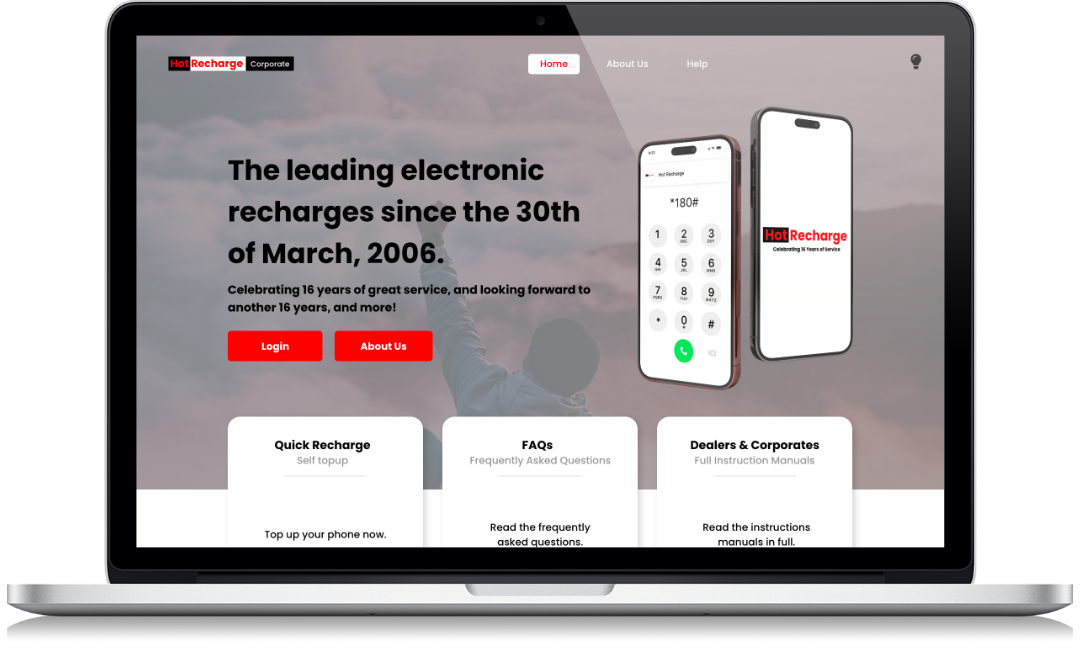 Hot Recharge Corporate
Home
About Us
Help
The leading electronic
recharges since the 30th
of March, 2006.
Celebrating 16 years of great service, and looking forward to
another 16 years, and more!
Login
About Us
Hot Recharge
*180#
1
2
ABC
3
DEF
4
GHI
5
JKL
6
MNO
7
PQRS
8
TUV
9
WXYZ
*
0
+
#
Hot Recharge
Celebrating 16 Years of Service
Quick Recharge
Self topup
Top up your phone now.
FAQs
Frequently Asked Questions
Read the frequently
asked questions.
Dealers & Corporates
Full Instruction Manuals
Read the instructions
manuals in full.